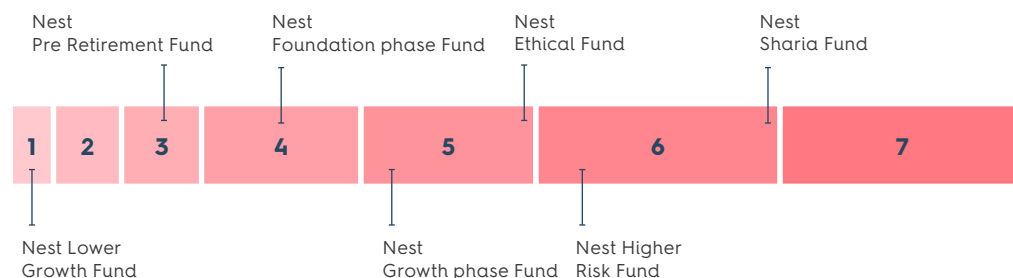 Nest
Pre Retirement Fund
Nest
Foundation phase Fund
Nest
Ethical Fund
Nest
Sharia Fund
1
2
3
4
5
6
7
Nest Lower
Growth Fund
Nest
Growth phase Fund
Nest Higher
Risk Fund